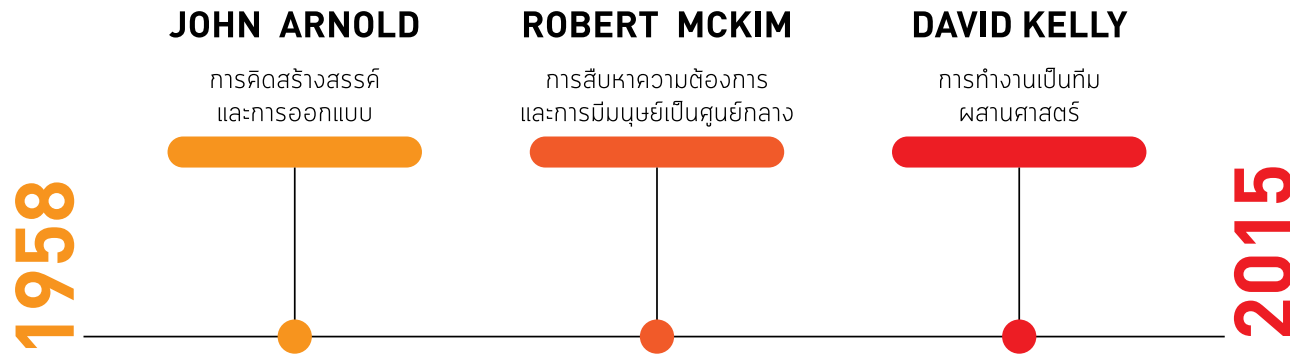 JOHN ARNOLD
การคิดสร้างสรรค์
และการออกแบบ
ROBERT MCKIM
การสืบหาความต้องการ
และการมีมนุษย์เป็นศูนย์กลาง
DAVID KELLY
การทำงานเป็นทีม
ผสานศาสตร์
1958
2015